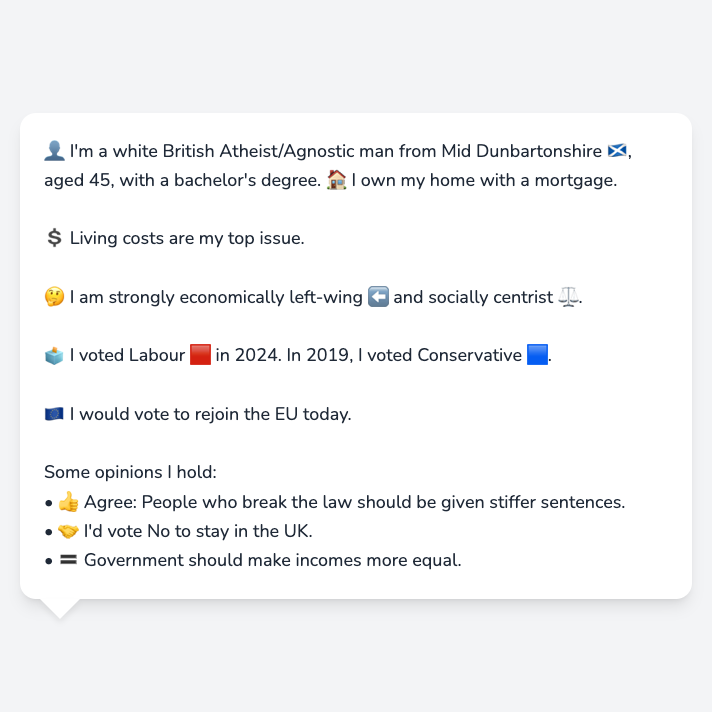 👤 I'm a white British Atheist/Agnostic man from Mid Dunbartonshire 🏴󠁧󠁢󠁳󠁣󠁴󠁿,
aged 45, with a bachelor's degree. 🏠 I own my home with a mortgage.
💲 Living costs are my top issue.
🤔 I am strongly economically left-wing ⬅️ and socially centrist ⚖️.
🗳️ I voted Labour 🟥 in 2024. In 2019, I voted Conservative 🟦.
🇪🇺 I would vote to rejoin the EU today.
Some opinions I hold:
• 👍 Agree: People who break the law should be given stiffer sentences.
• 🤝 I'd vote No to stay in the UK.
• 🟰 Government should make incomes more equal.